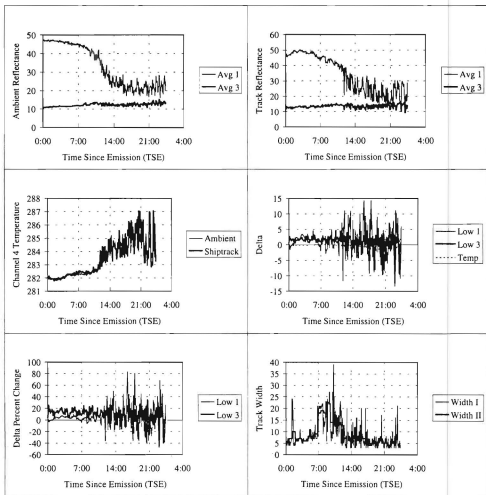 Ambient Reflectance
50
40
30
20
10
0
0:00 7:00 14:00 21:00 4:00
Time Since Emission (TSE)
Avg 1
Avg 3
Track Reflectance
60
50
40
30
20
10
0
0:00 7:00 14:00 21:00 4:00
Time Since Emission (TSE)
Avg 1
Avg 3
Channel 4 Temperature
288
287
286
285
284
283
282
281
0:00 7:00 14:00 21:00 4:00
Time Since Emission (TSE)
Ambient
Shiptrack
Delta
15
10
5
0
-5
-10
-15
0:00 7:00 14:00 21:00 4:00
Time Since Emission (TSE)
Low 1
Low 3
Temp
Delta Percent Change
100
80
60
40
20
0
-20
-40
-60
0:00 7:00 14:00 21:00 4:00
Time Since Emission (TSE)
Low 1
Low 3
Track Width
40
35
30
25
20
15
10
5
0
0:00 7:00 14:00 21:00 4:00
Time Since Emission (TSE)
Width I
Width II